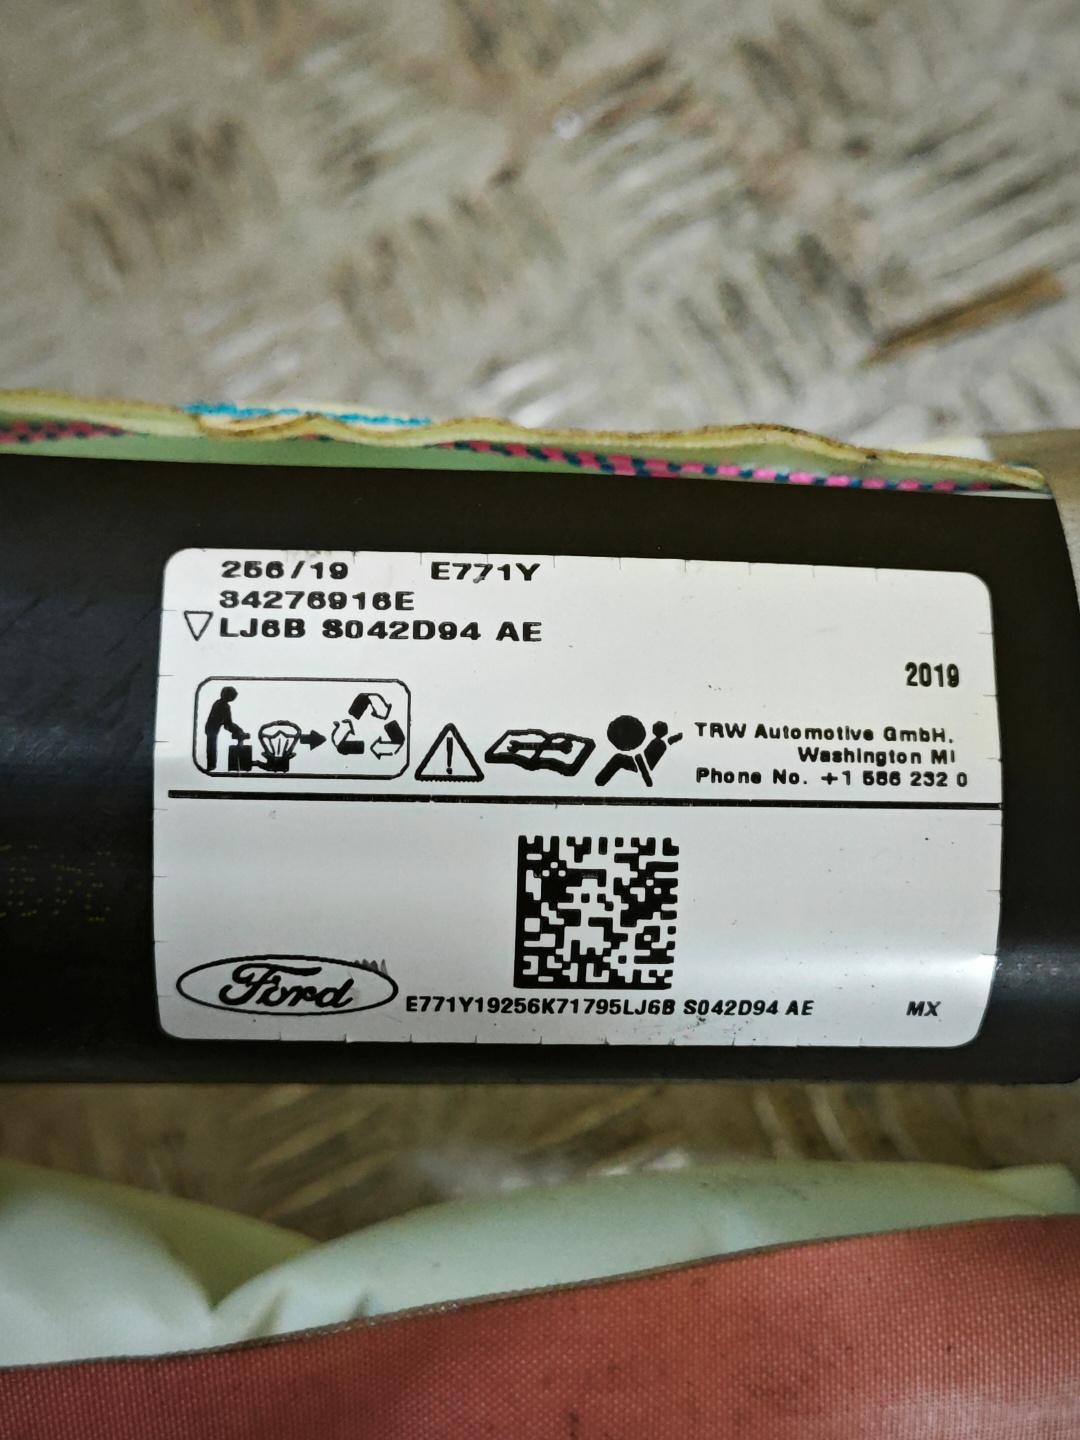 256/19 E771Y
34276916E
LJ6B S042D94 AE
2019
TRW Automotive GmbH.
Washington MI
Phone No. +1 586 232 0
Ford
E771Y19256K71795LJ6B S042D94 AE
MX